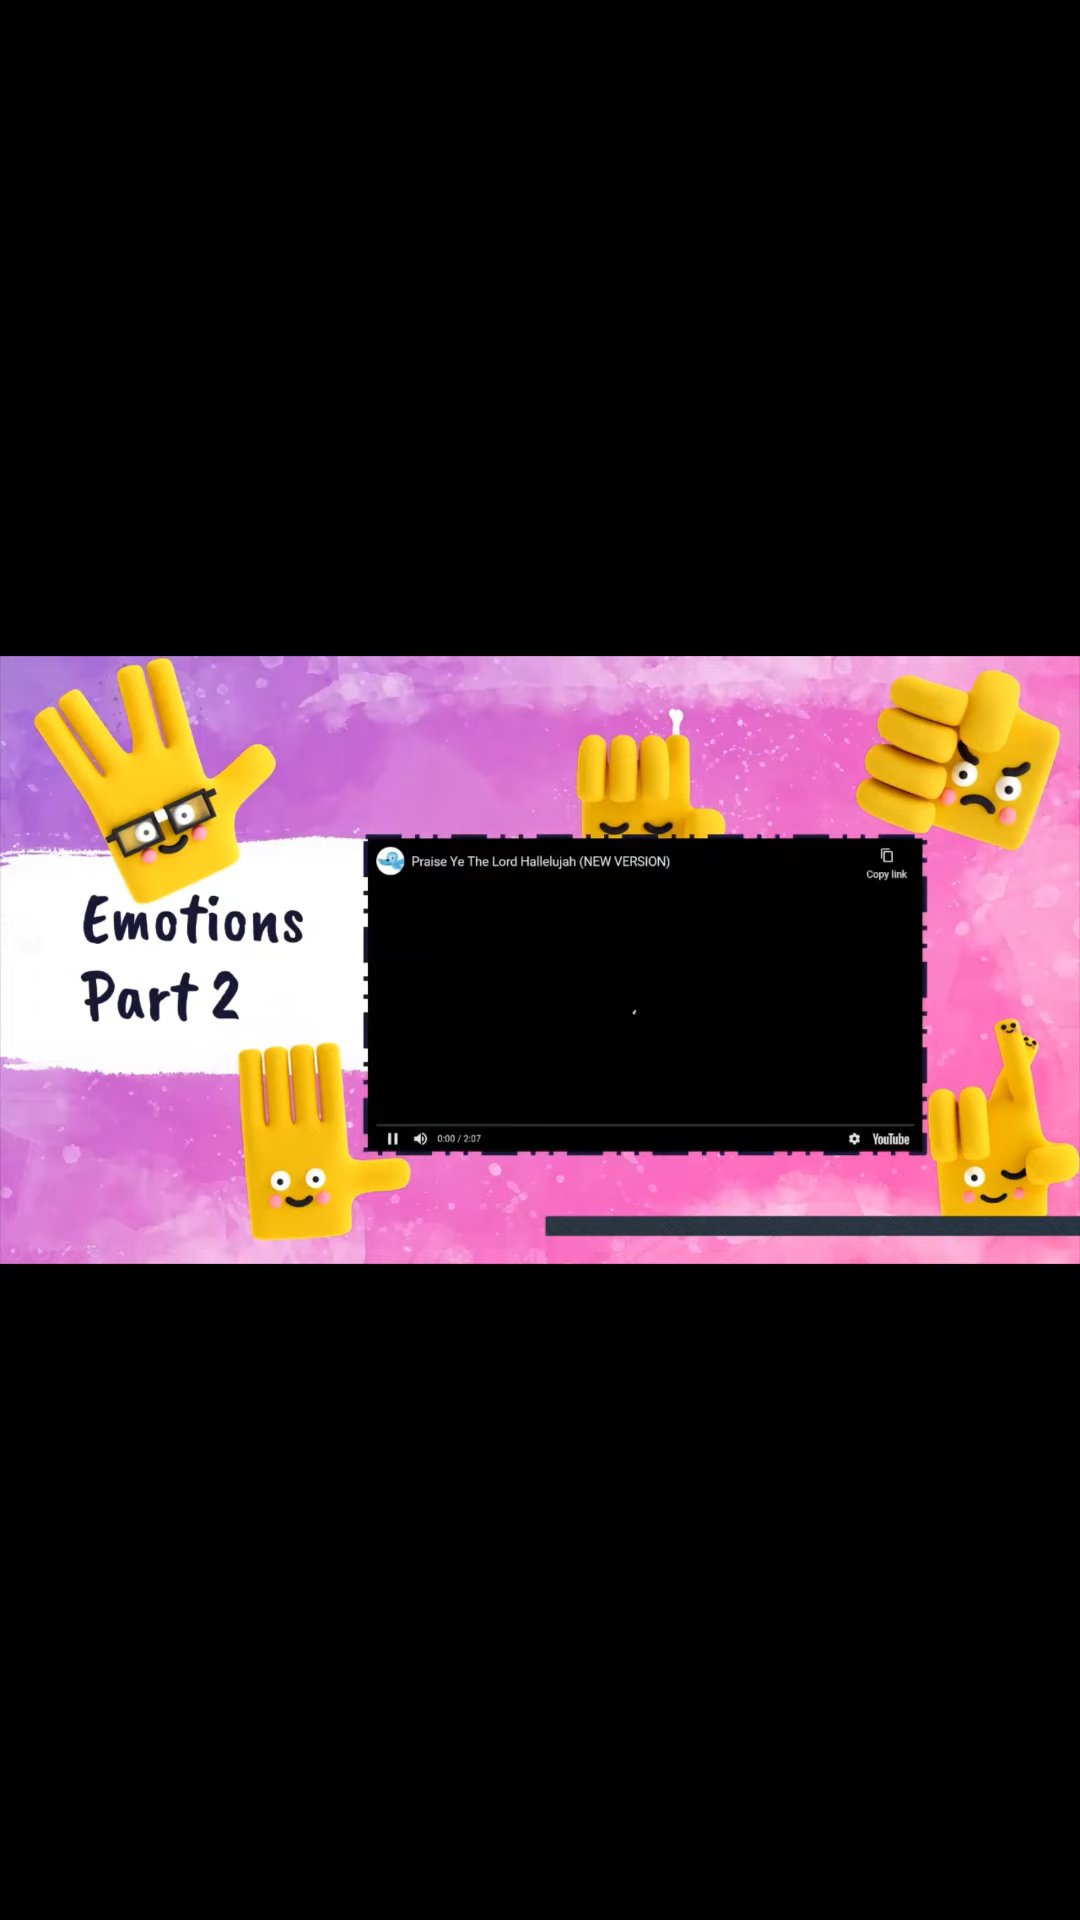 Praise Ye The Lord Hallelujah (NEW VERSION)
Copy link
Emotions
Part 2
0:00 / 2:07
YouTube